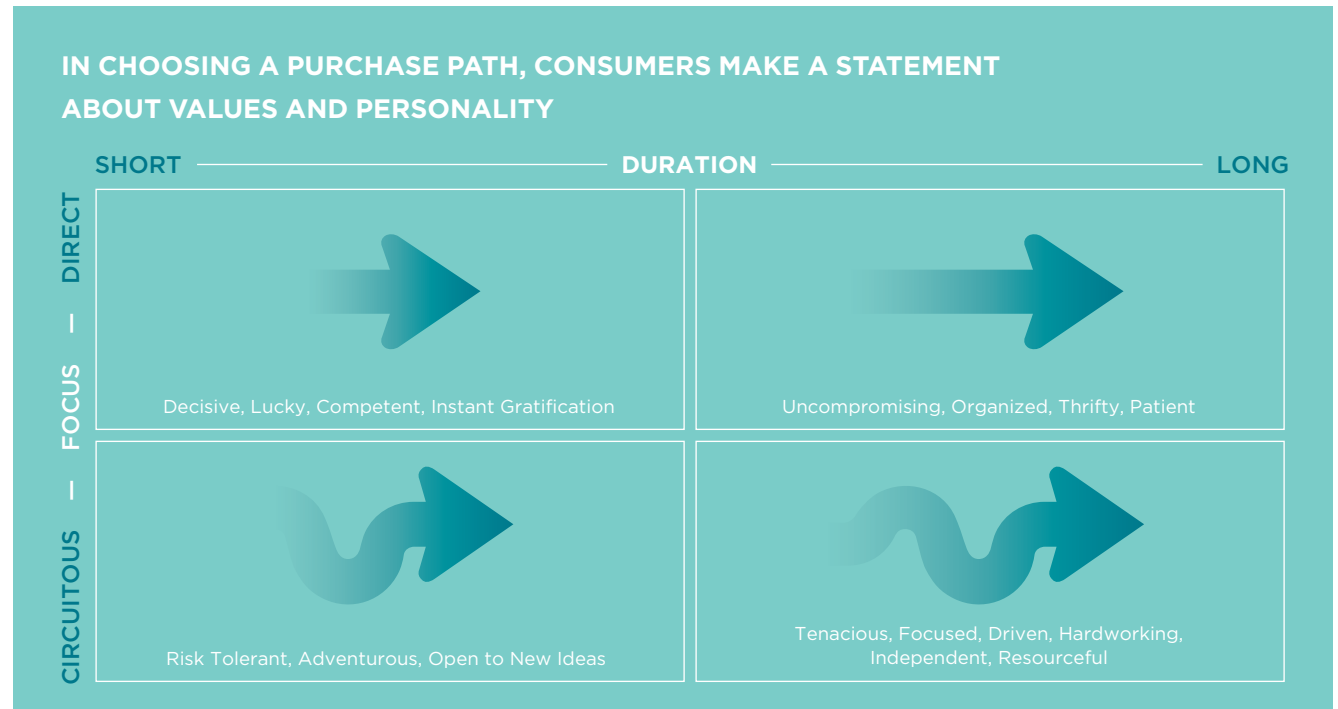 IN CHOOSING A PURCHASE PATH, CONSUMERS MAKE A STATEMENT
ABOUT VALUES AND PERSONALITY
SHORT — DURATION — LONG
DIRECT
FOCUS
CIRCUITOUS
Decisive, Lucky, Competent, Instant Gratification
Uncompromising, Organized, Thrifty, Patient
Risk Tolerant, Adventurous, Open to New Ideas
Tenacious, Focused, Driven, Hardworking,
Independent, Resourceful